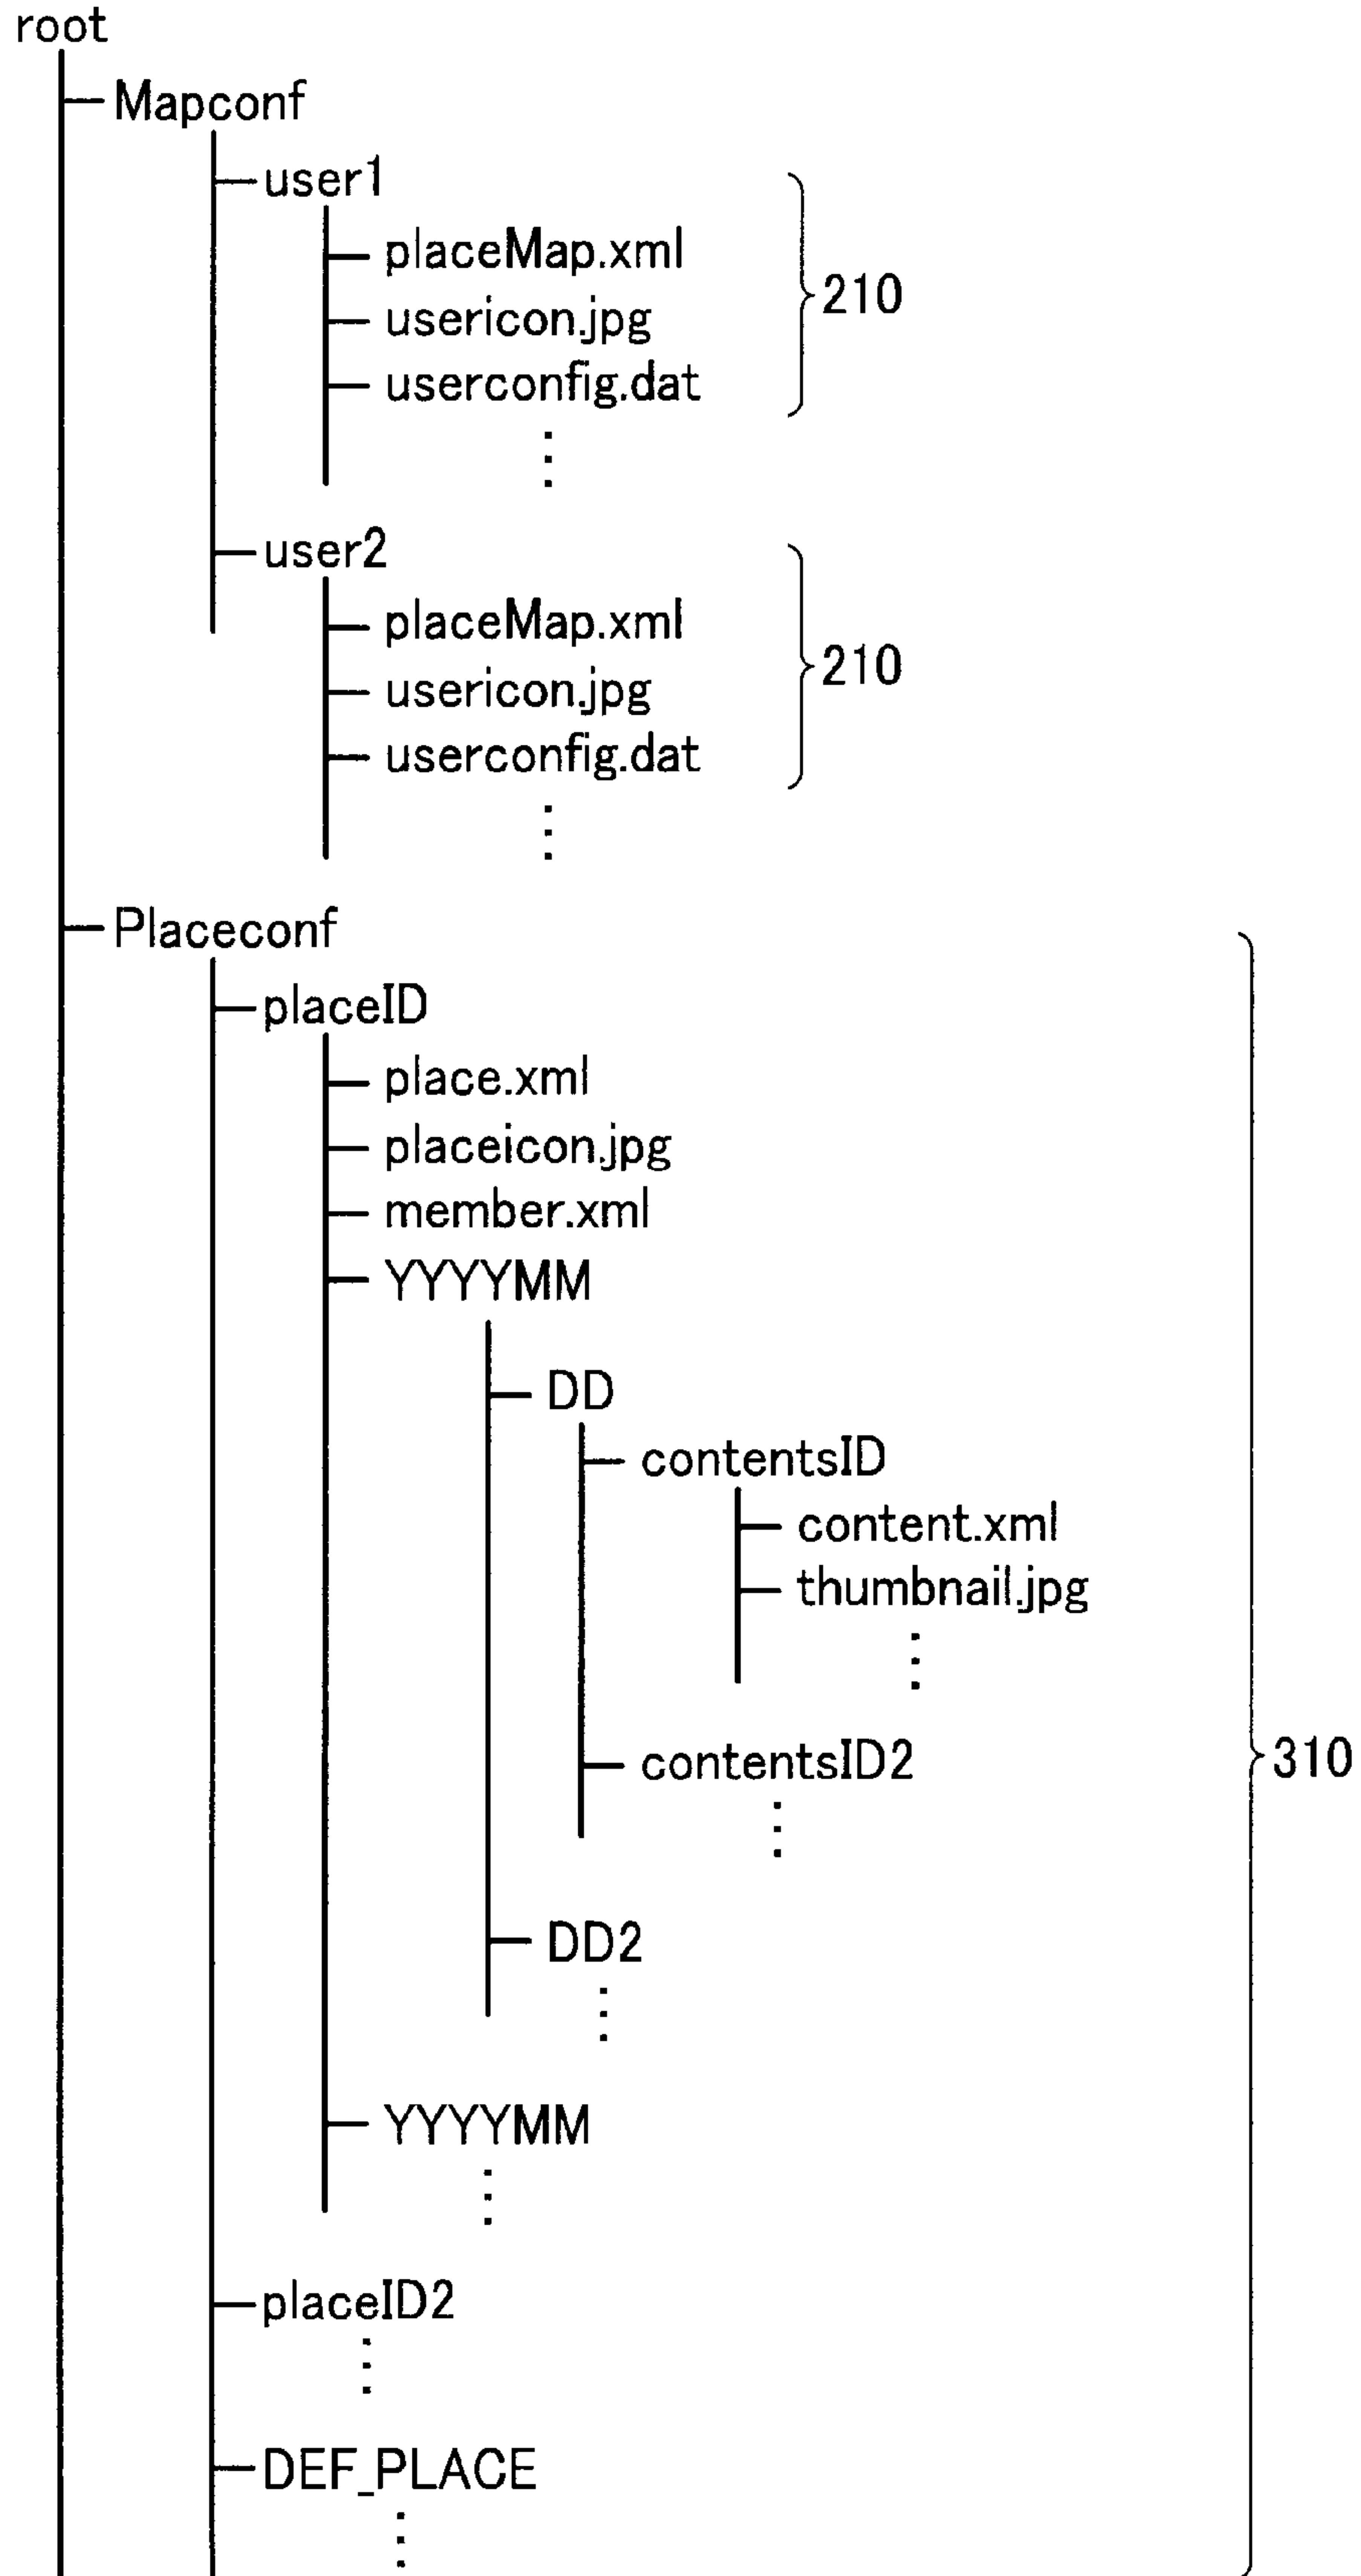 root
Mapconf
user1
placeMap.xml
usericon.jpg
userconfig.dat
210
user2
placeMap.xml
usericon.jpg
userconfig.dat
210
Placeconf
placeID
place.xml
placeicon.jpg
member.xml
YYYYMM
DD
contentsID
content.xml
thumbnail.jpg
contentsID2
310
DD2
YYYYMM
placeID2
DEF_PLACE